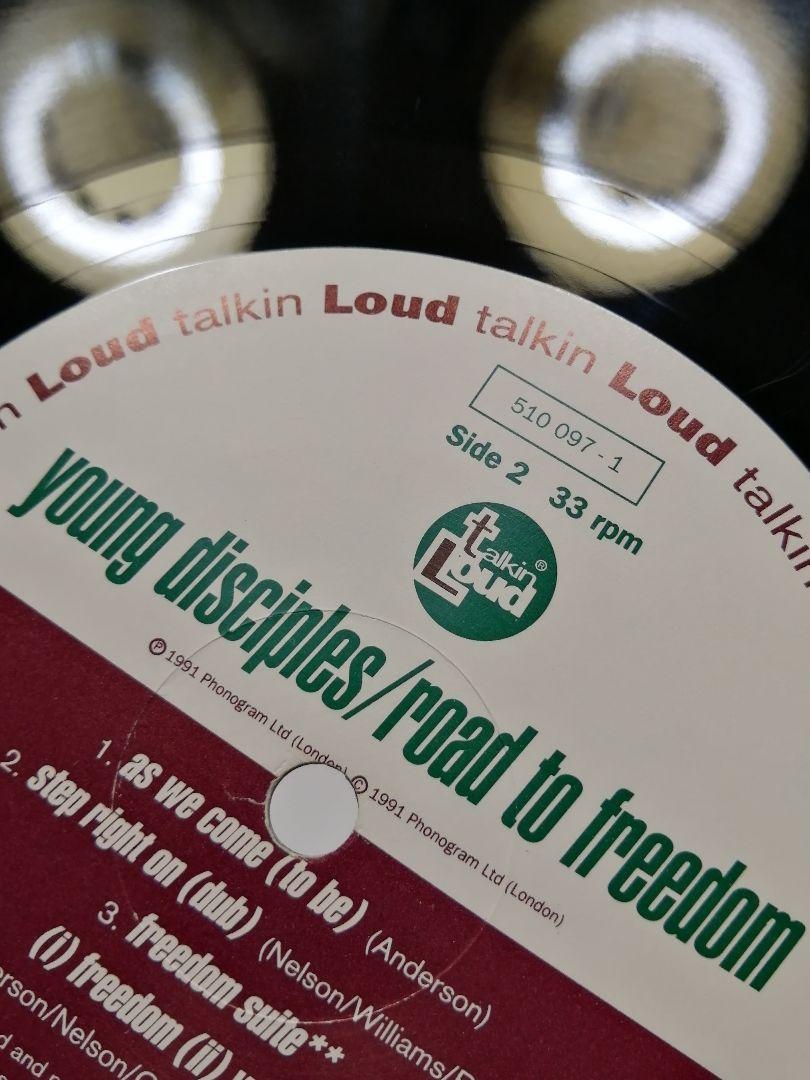 Loud talkin Loud talkin Loud
510 097 - 1
Side 2 33 rpm
talkin Loud ®
young disciples/road to freedom
℗ 1991 Phonogram Ltd (London) © 1991 Phonogram Ltd (London)
1. as we come (to be) (Anderson)
2. step right on (dub) (Nelson/Williams/
3. freedom suite**
(i) freedom (ii)